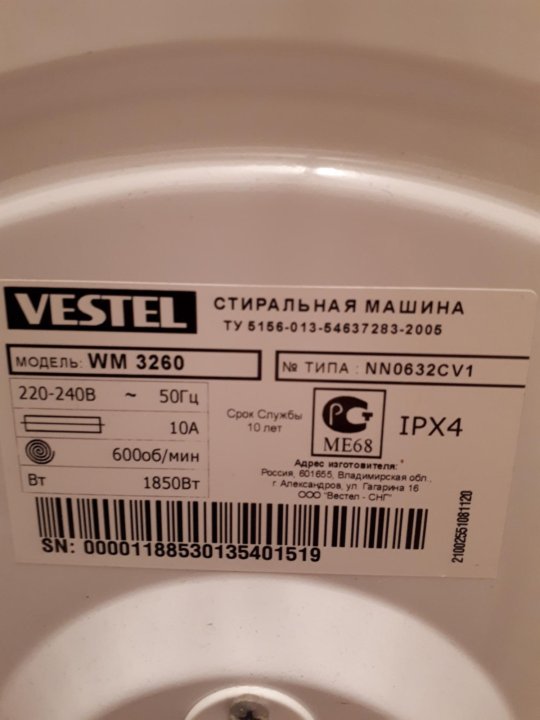 VESTEL
СТИРАЛЬНАЯ МАШИНА
ТУ 5156-013-54637283-2005
МОДЕЛЬ: WM 3260
№ ТИПА : NN0632CV1
220-240В ~ 50Гц
10А
600об/мин
Вт 1850Вт
Срок Службы
10 лет
РСТ
МЕ68
IPX4
Адрес изготовителя:
Россия, 601655, Владимирская обл.,
г. Александров, ул Гагарина 16
ООО "Вестел - СНГ"
SN: 00001188530135401519
21002551081120